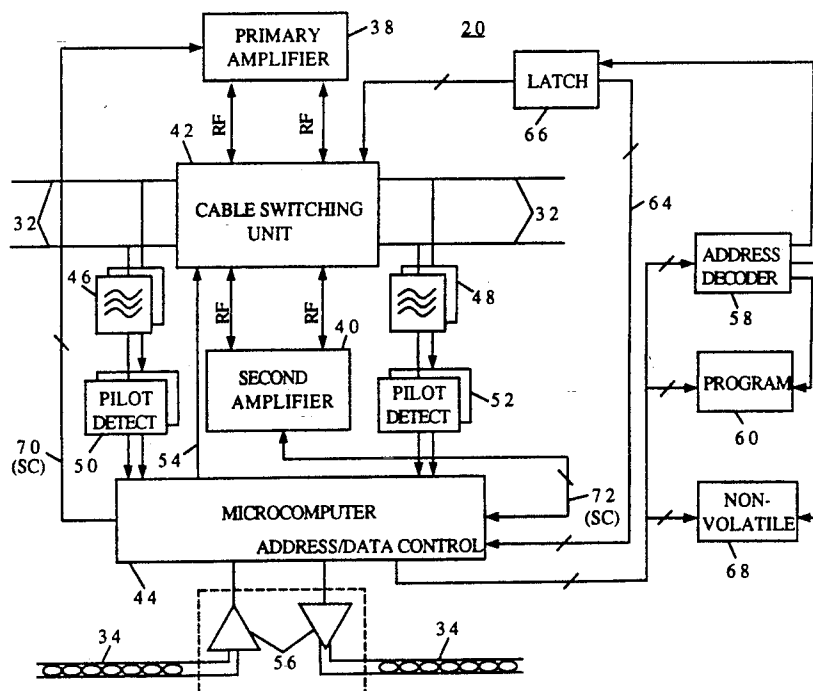 PRIMARY
AMPLIFIER
38
20
LATCH
66
RF
RF
42
CABLE SWITCHING
UNIT
32
32
64
46
48
ADDRESS
DECODER
58
RF
RF
40
SECOND
AMPLIFIER
PILOT
DETECT
50
PILOT
DETECT
52
PROGRAM
60
70
(SC)
54
72
(SC)
MICROCOMPUTER
ADDRESS/DATA CONTROL
44
NON-
VOLATILE
68
34
56
34